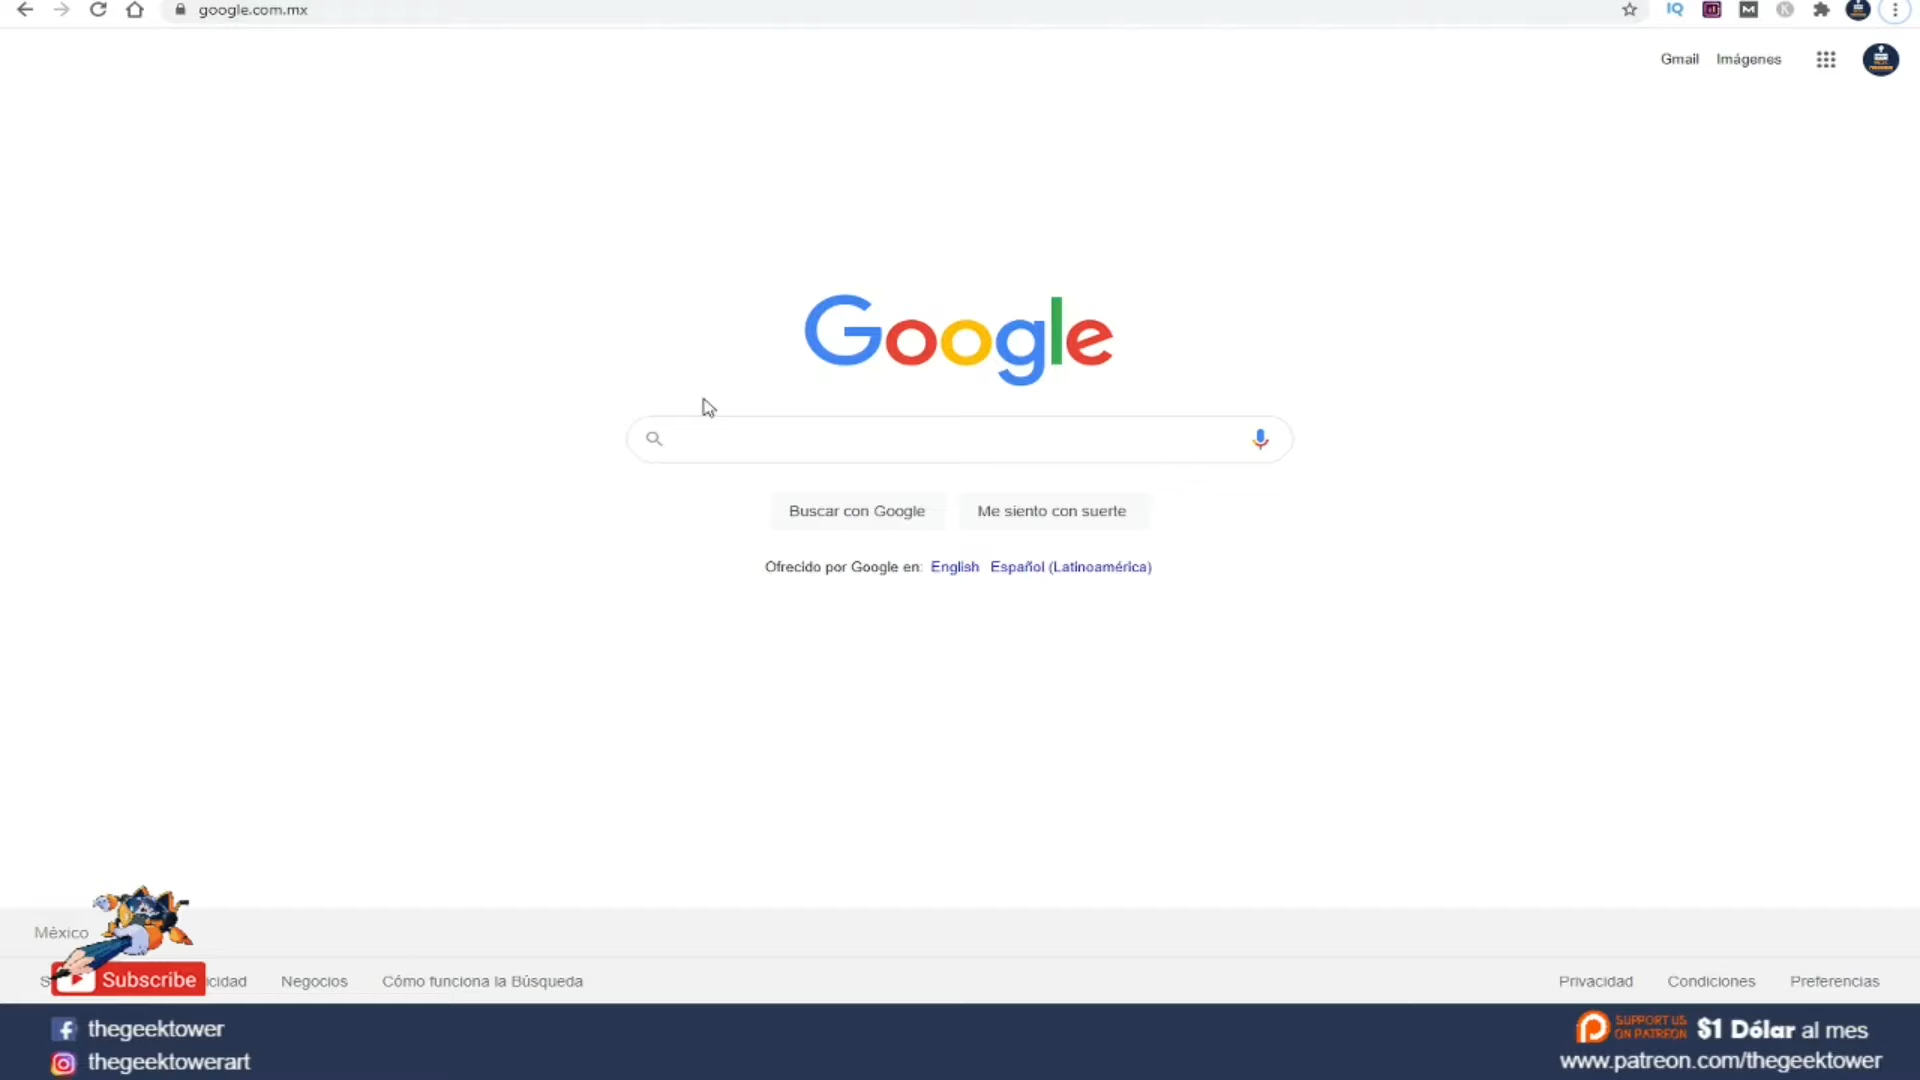 google.com.mx
IQ
Gmail Imágenes
Google
Buscar con Google Me siento con suerte
Ofrecido por Google en: English Español (Latinoamérica)
México
Subscribe
Negocios Cómo funciona la Búsqueda
Privacidad Condiciones Preferencias
thegeektower
thegeektowerart
SUPPORT US
ON PATREON
$1 Dólar al mes
www.patreon.com/thegeektower